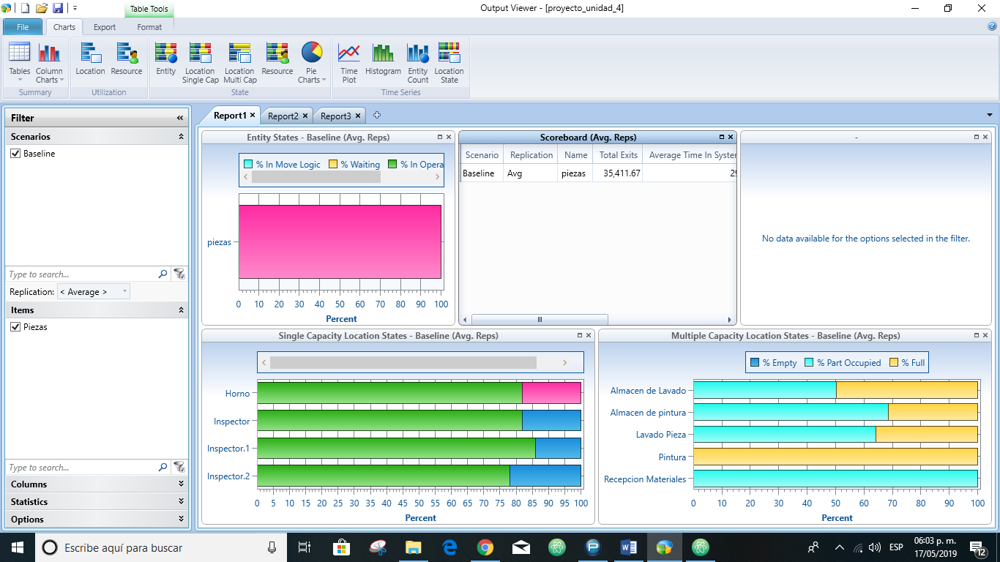 Table Tools
Output Viewer - [proyecto_unidad_4]
File
Charts
Export
Format
Tables
Column Charts
Summary
Location
Resource
Utilization
Entity
Location Single Cap
Location Multi Cap
Resource
Pie Charts
State
Time Plot
Histogram
Entity Count
Location State
Time Series
Filter
Scenarios
Baseline
Type to search...
Replication: < Average >
Items
Piezas
Type to search...
Columns
Statistics
Options
Report1
Report2
Report3
Entity States - Baseline (Avg. Reps)
% In Move Logic % Waiting % In Opera
piezas
0 10 20 30 40 50 60 70 80 90 100
Percent
Scoreboard (Avg. Reps)
Scenario Replication Name Total Exits Average Time In System
Baseline Avg piezas 35,411.67 29
-
No data available for the options selected in the filter.
Single Capacity Location States - Baseline (Avg. Reps)
Horno
Inspector
Inspector.1
Inspector.2
0 5 10 15 20 25 30 35 40 45 50 55 60 65 70 75 80 85 90 95 100
Percent
Multiple Capacity Location States - Baseline (Avg. Reps)
% Empty % Part Occupied % Full
Almacen de Lavado
Almacen de pintura
Lavado Pieza
Pintura
Recepcion Materiales
0 10 20 30 40 50 60 70 80 90 100
Percent
Escribe aquí para buscar
ESP
06:03 p. m.
17/05/2019
12